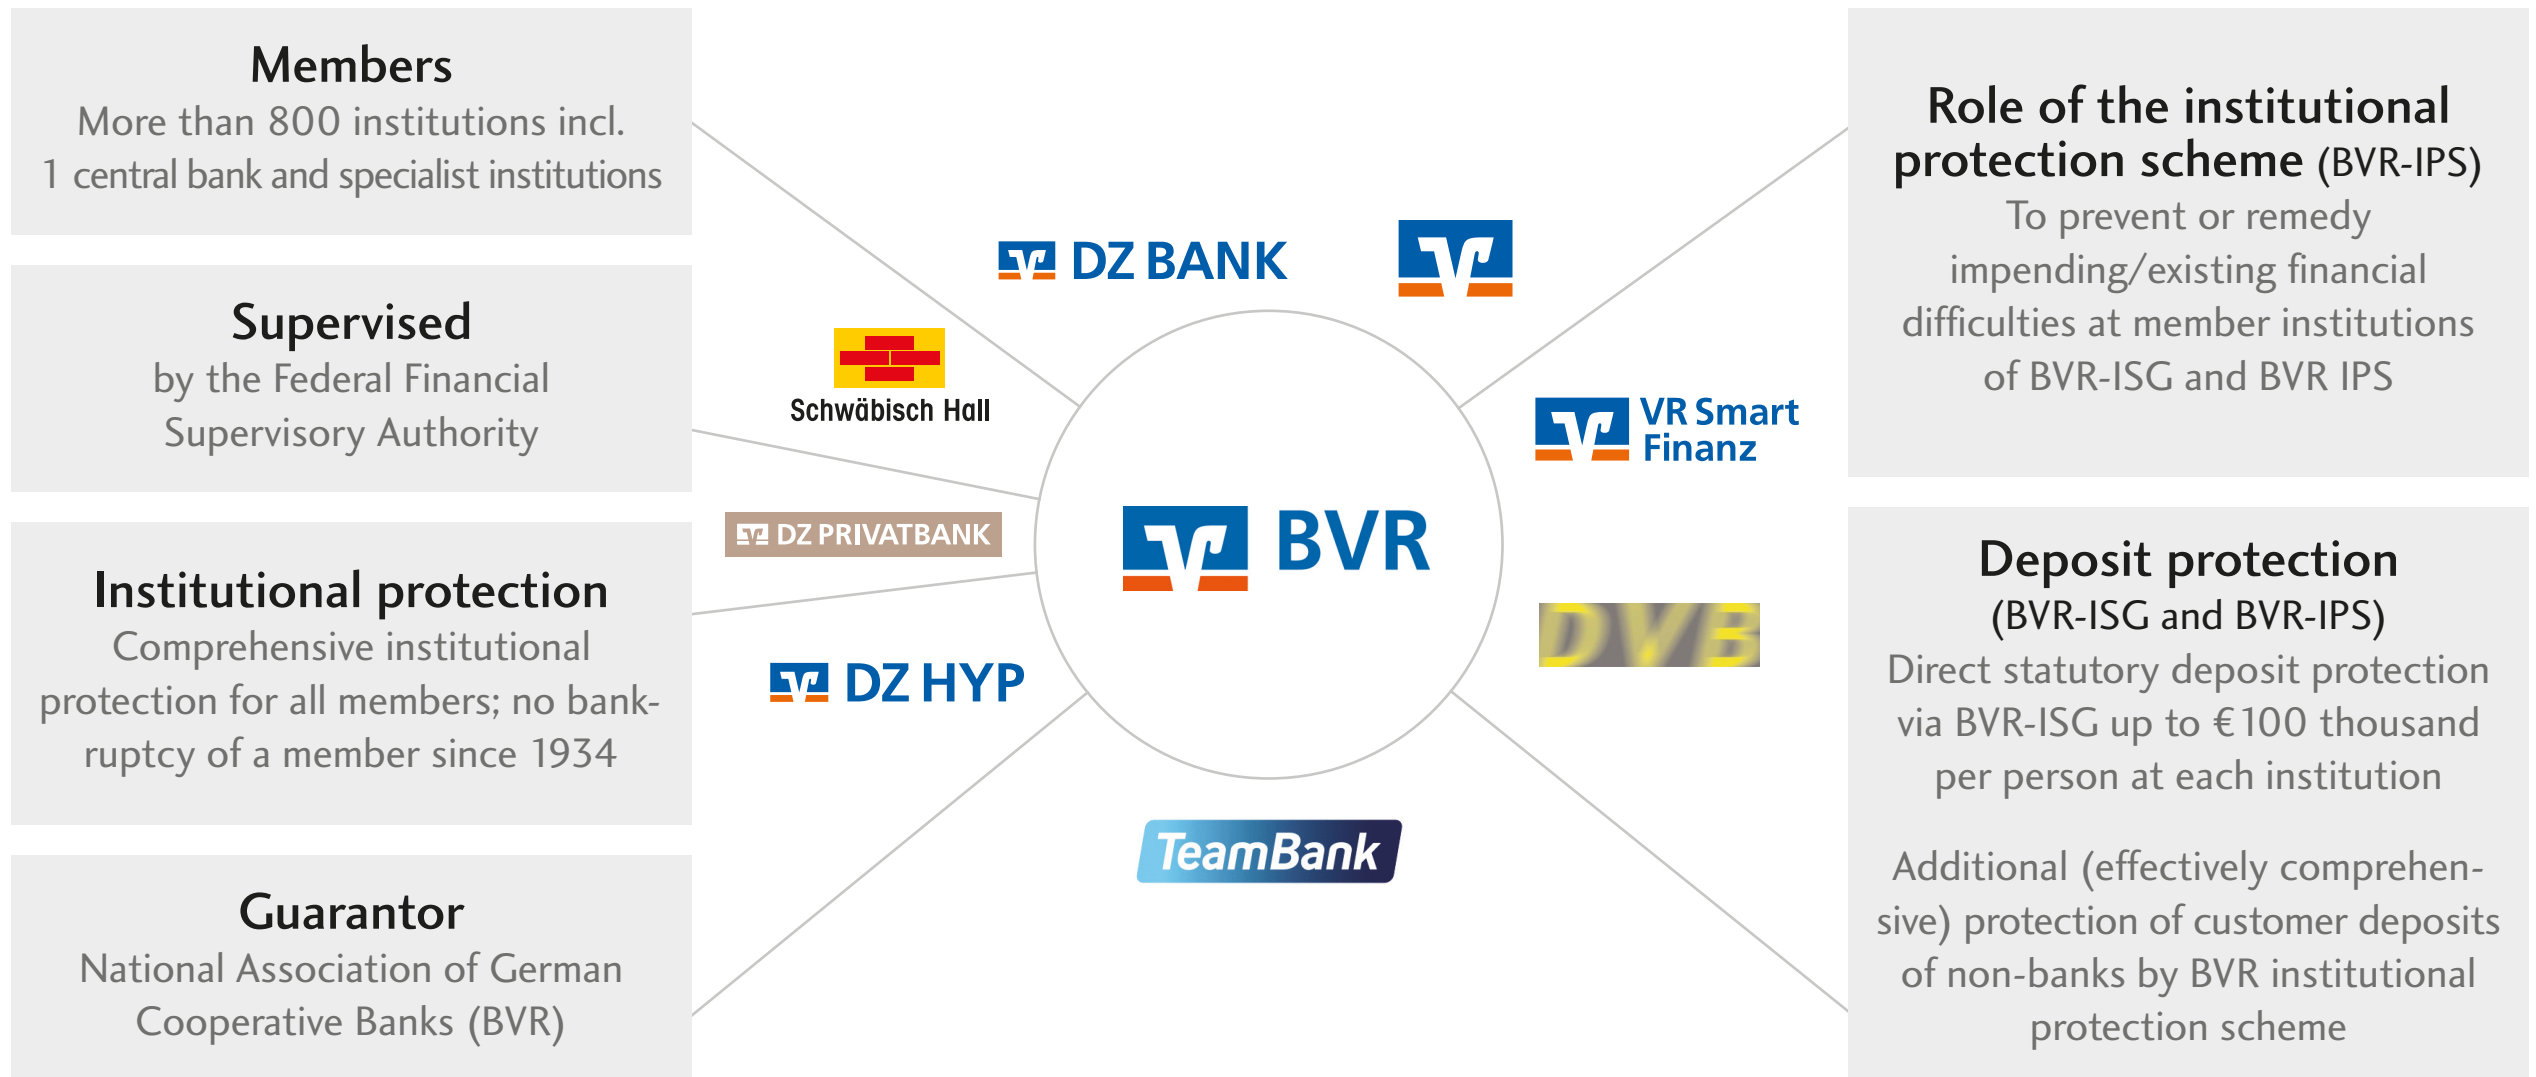 Members
More than 800 institutions incl.
1 central bank and specialist institutions
Supervised
by the Federal Financial
Supervisory Authority
Institutional protection
Comprehensive institutional
protection for all members; no bank-
ruptcy of a member since 1934
Guarantor
National Association of German
Cooperative Banks (BVR)
DZ BANK
Schwäbisch Hall
VR Smart
Finanz
DZ PRIVATBANK
BVR
DVB
DZ HYP
TeamBank
Role of the institutional
protection scheme (BVR-IPS)
To prevent or remedy
impending/existing financial
difficulties at member institutions
of BVR-ISG and BVR IPS
Deposit protection
(BVR-ISG and BVR-IPS)
Direct statutory deposit protection
via BVR-ISG up to €100 thousand
per person at each institution
Additional (effectively comprehen-
sive) protection of customer deposits
of non-banks by BVR institutional
protection scheme